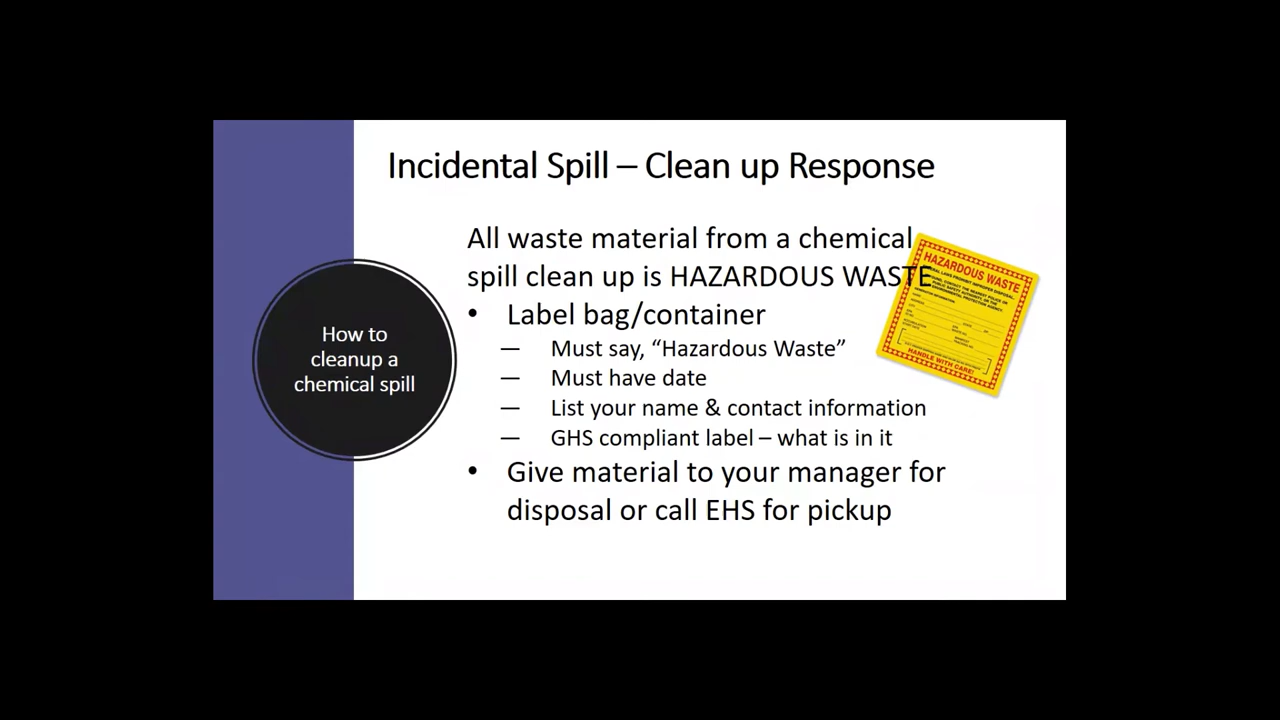 Incidental Spill – Clean up Response
How to
cleanup a
chemical spill
All waste material from a chemical
spill clean up is HAZARDOUS WASTE
• Label bag/container
— Must say, “Hazardous Waste”
— Must have date
— List your name & contact information
— GHS compliant label – what is in it
• Give material to your manager for
disposal or call EHS for pickup
HAZARDOUS WASTE
HANDLE WITH CARE!